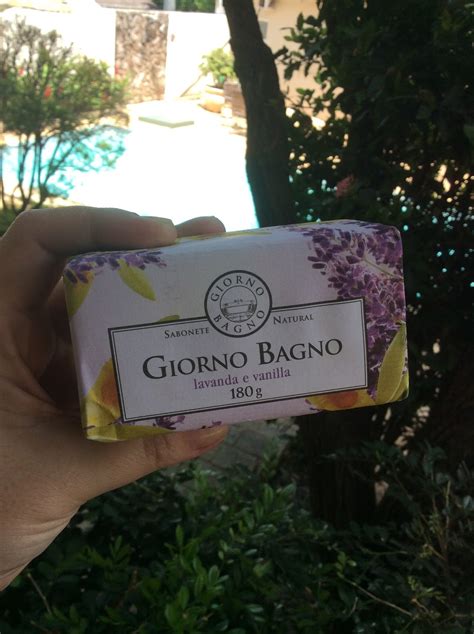 GIORNO
BAGNO
SABONETE NATURAL
GIORNO BAGNO
lavanda e vanilla
180g